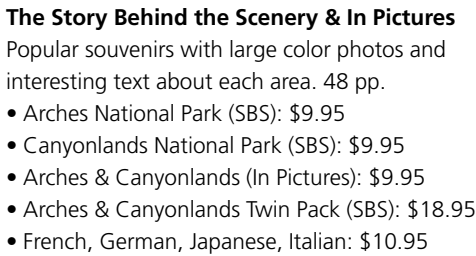 The Story Behind the Scenery & In Pictures
Popular souvenirs with large color photos and
interesting text about each area. 48 pp.
• Arches National Park (SBS): $9.95
• Canyonlands National Park (SBS): $9.95
• Arches & Canyonlands (In Pictures): $9.95
• Arches & Canyonlands Twin Pack (SBS): $18.95
• French, German, Japanese, Italian: $10.95